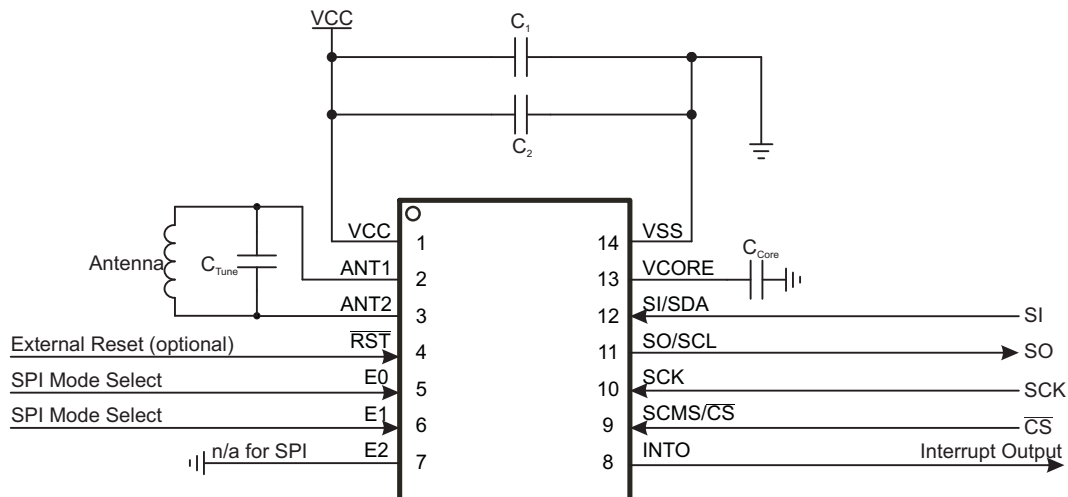 VCC
C1
C2
VCC 1 14 VSS
Antenna CTune ANT1 2 13 VCORE CCore
ANT2 3 12 SI/SDA SI
External Reset (optional) RST 4 11 SO/SCL SO
SPI Mode Select E0 5 10 SCK SCK
SPI Mode Select E1 6 9 SCMS/CS CS
n/a for SPI E2 7 8 INTO Interrupt Output